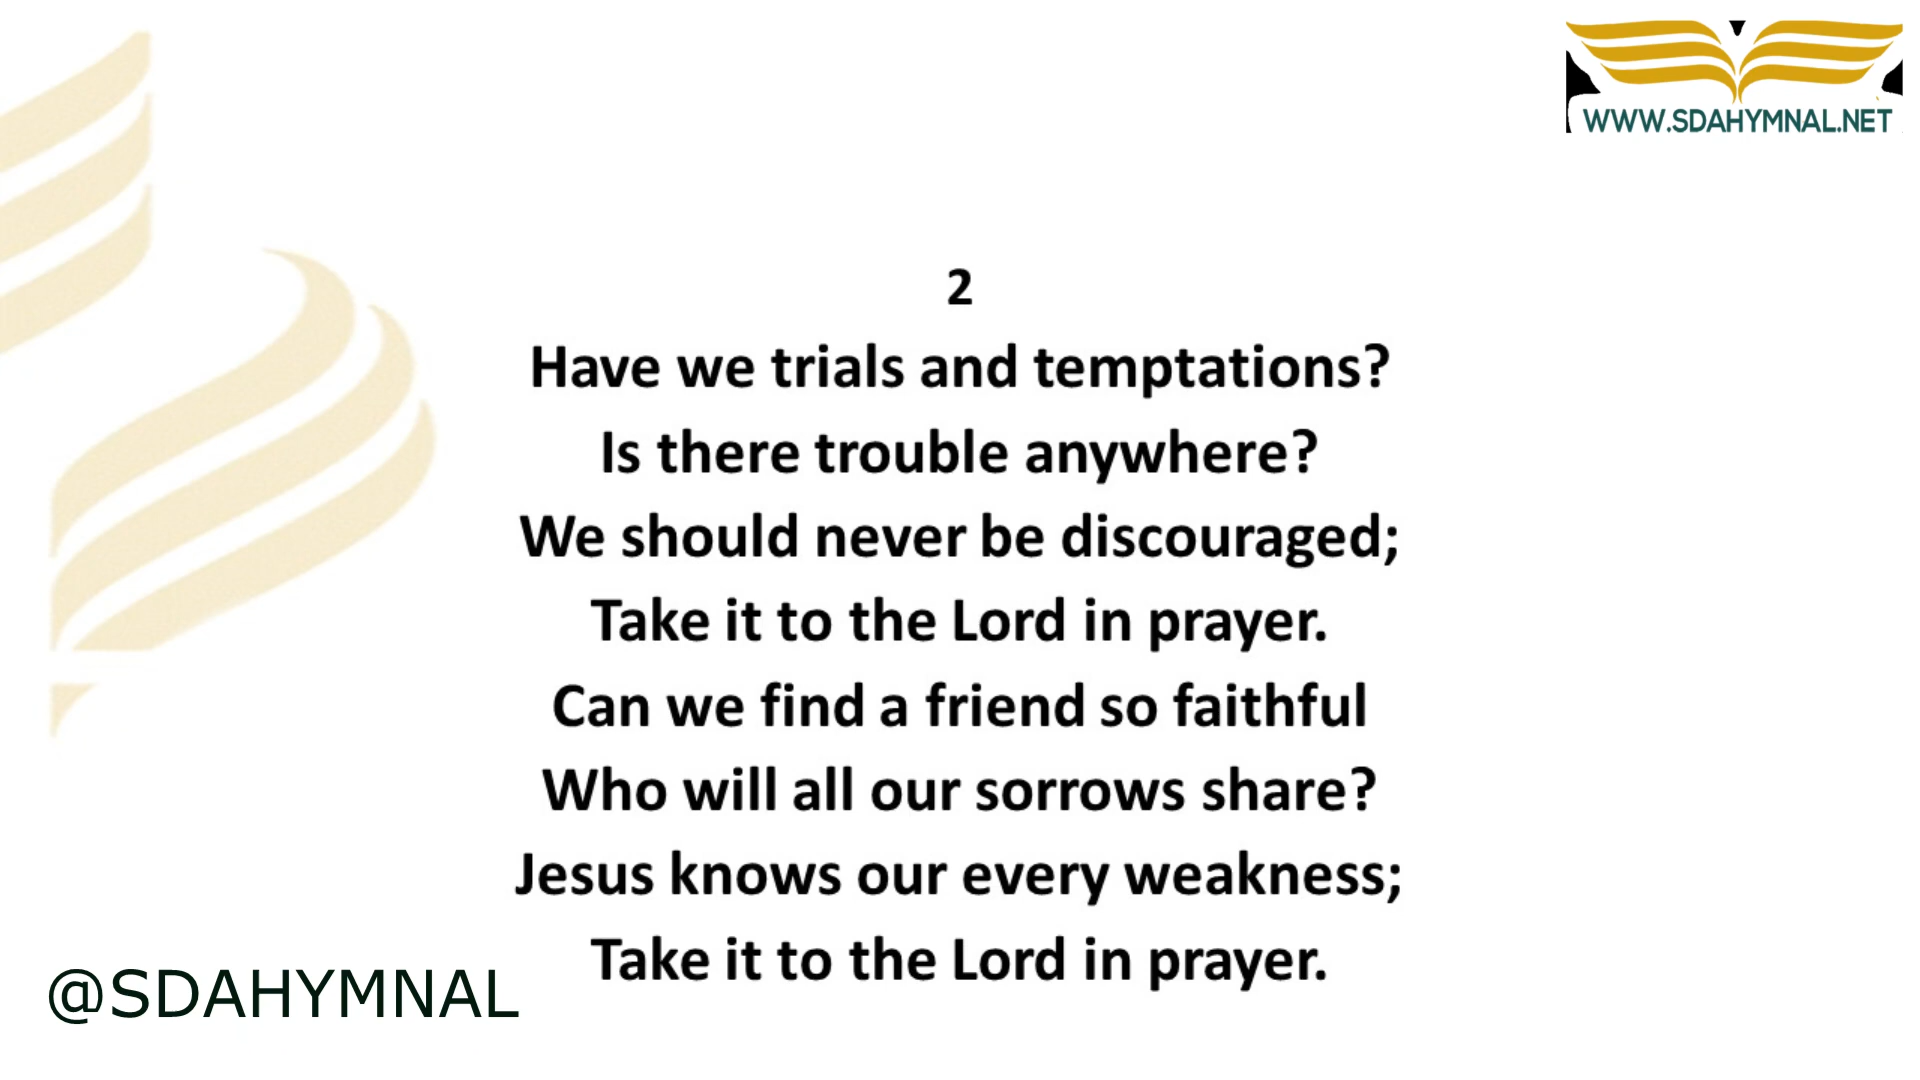 WWW.SDAHYMNAL.NET
2
Have we trials and temptations?
Is there trouble anywhere?
We should never be discouraged;
Take it to the Lord in prayer.
Can we find a friend so faithful
Who will all our sorrows share?
Jesus knows our every weakness;
Take it to the Lord in prayer.
@SDAHYMNAL